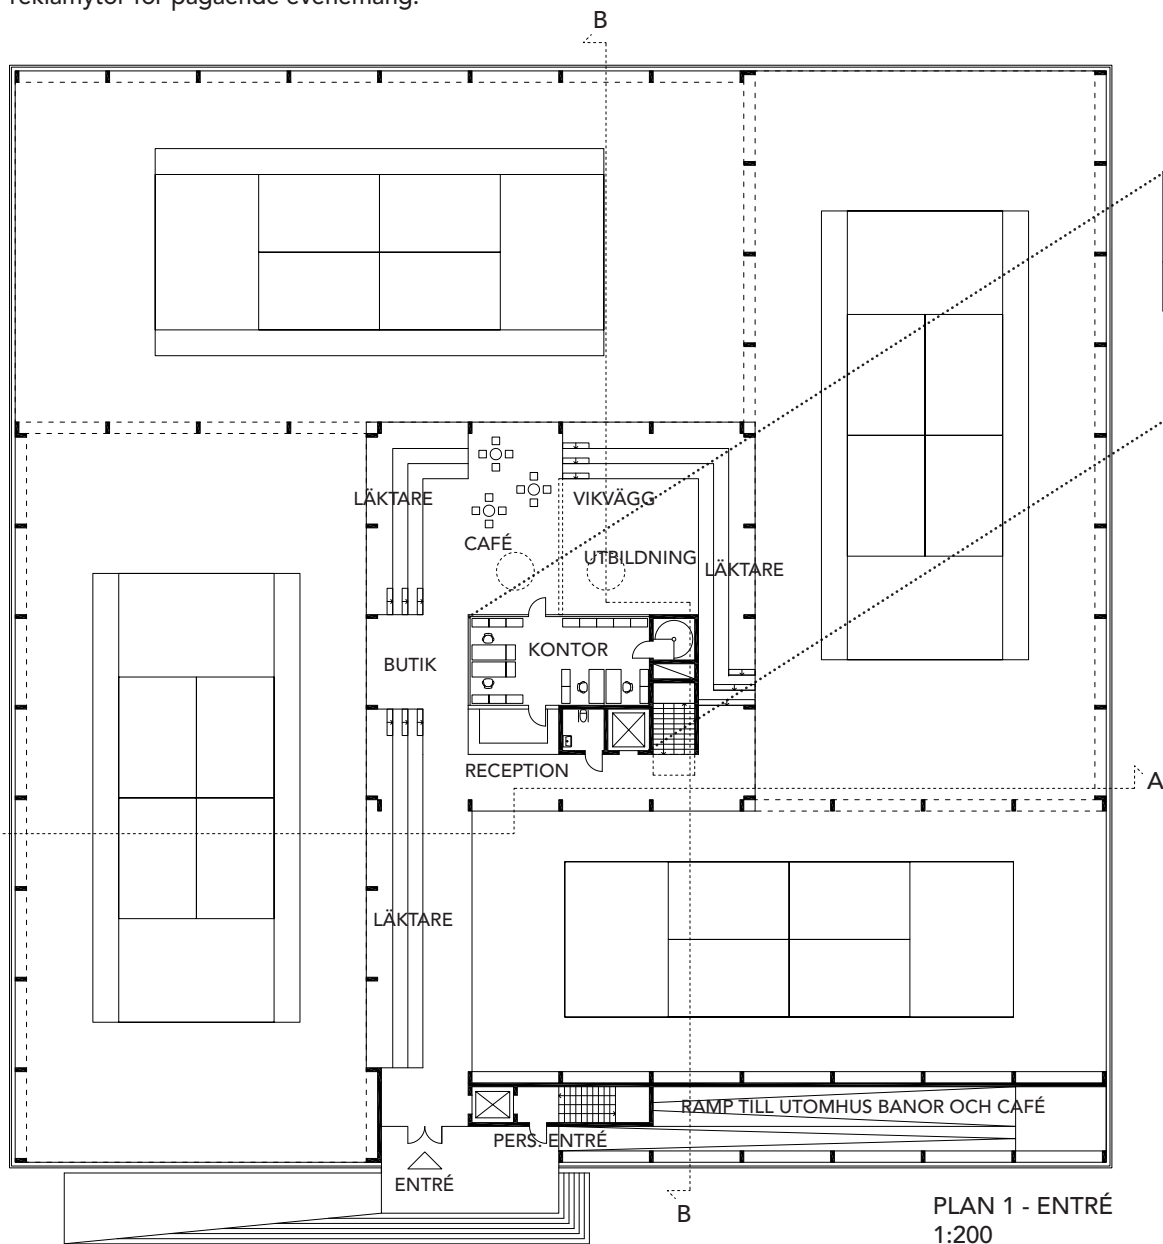 reklamytor för pågående evenemang.
B
LÄKTARE
VIKVÄGG
CAFÉ
UTBILDNING
LÄKTARE
KONTOR
BUTIK
RECEPTION
A
LÄKTARE
RAMP TILL UTOMHUS BANOR OCH CAFÉ
PERS. ENTRÉ
ENTRÉ
B
PLAN 1 - ENTRÉ
1:200